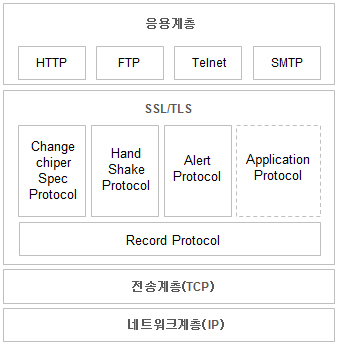 응용계층
HTTP
FTP
Telnet
SMTP
SSL/TLS
Change
chiper
Spec
Protocol
Hand
Shake
Protocol
Alert
Protocol
Application
Protocol
Record Protocol
전송계층(TCP)
네트워크계층(IP)